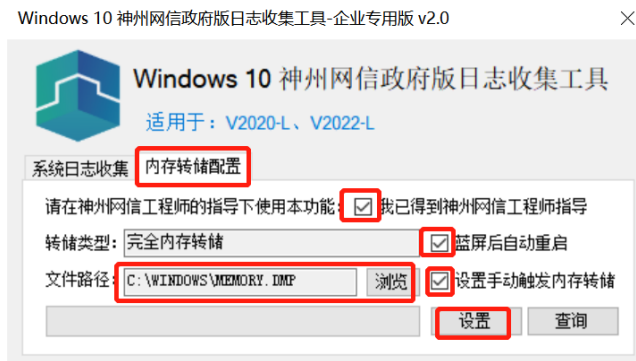 Windows 10 神州网信政府版日志收集工具-企业专用版 v2.0
Windows 10 神州网信政府版日志收集工具
适用于：V2020-L、V2022-L
系统日志收集 内存转储配置
请在神州网信工程师的指导下使用本功能： 我已得到神州网信工程师指导
转储类型： 完全内存转储 蓝屏后自动重启
文件路径： C:\WINDOWS\MEMORY.DMP 浏览 设置手动触发内存转储
设置 查询